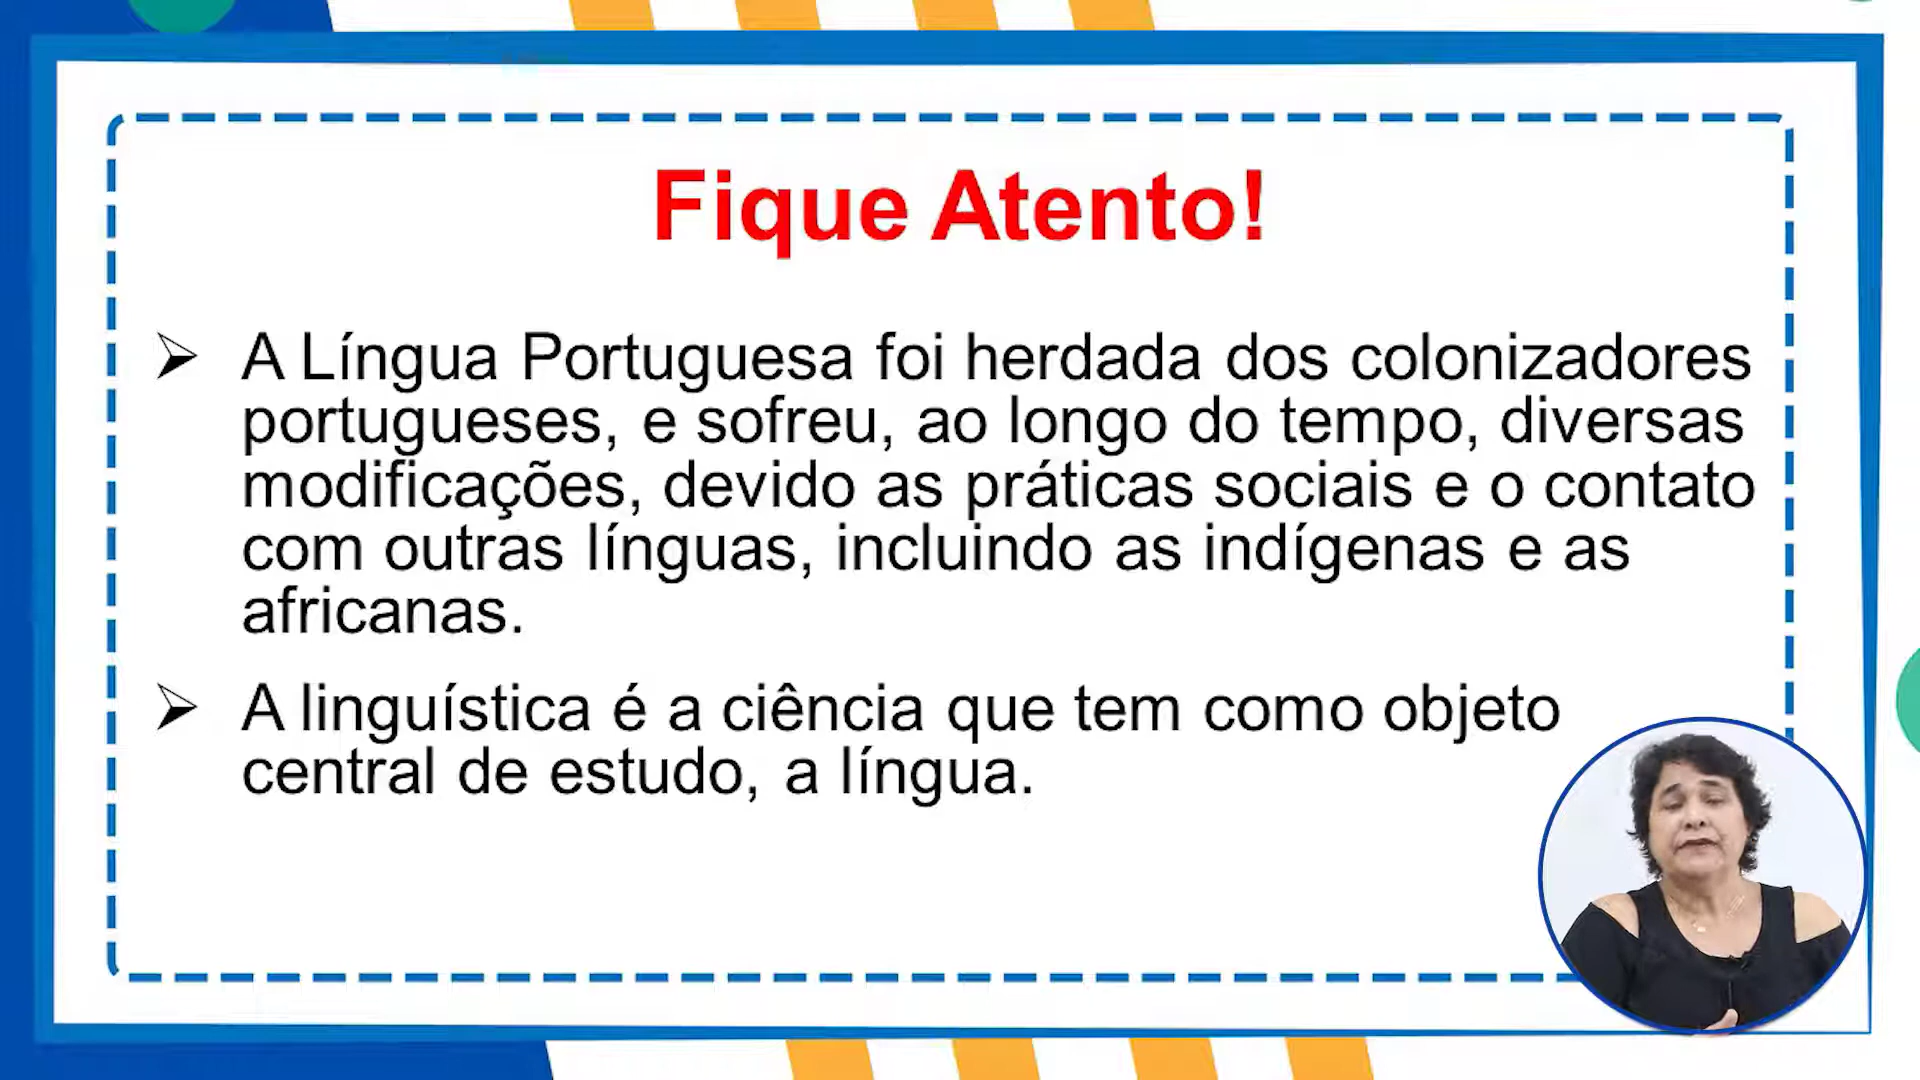 Fique Atento!
A Língua Portuguesa foi herdada dos colonizadores
portugueses, e sofreu, ao longo do tempo, diversas
modificações, devido as práticas sociais e o contato
com outras línguas, incluindo as indígenas e as
africanas.
A linguística é a ciência que tem como objeto
central de estudo, a língua.